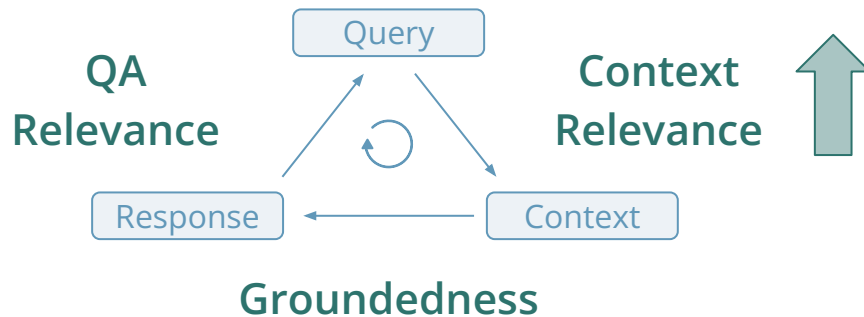 Query
QA
Relevance
Context
Relevance
Response
Context
Groundedness